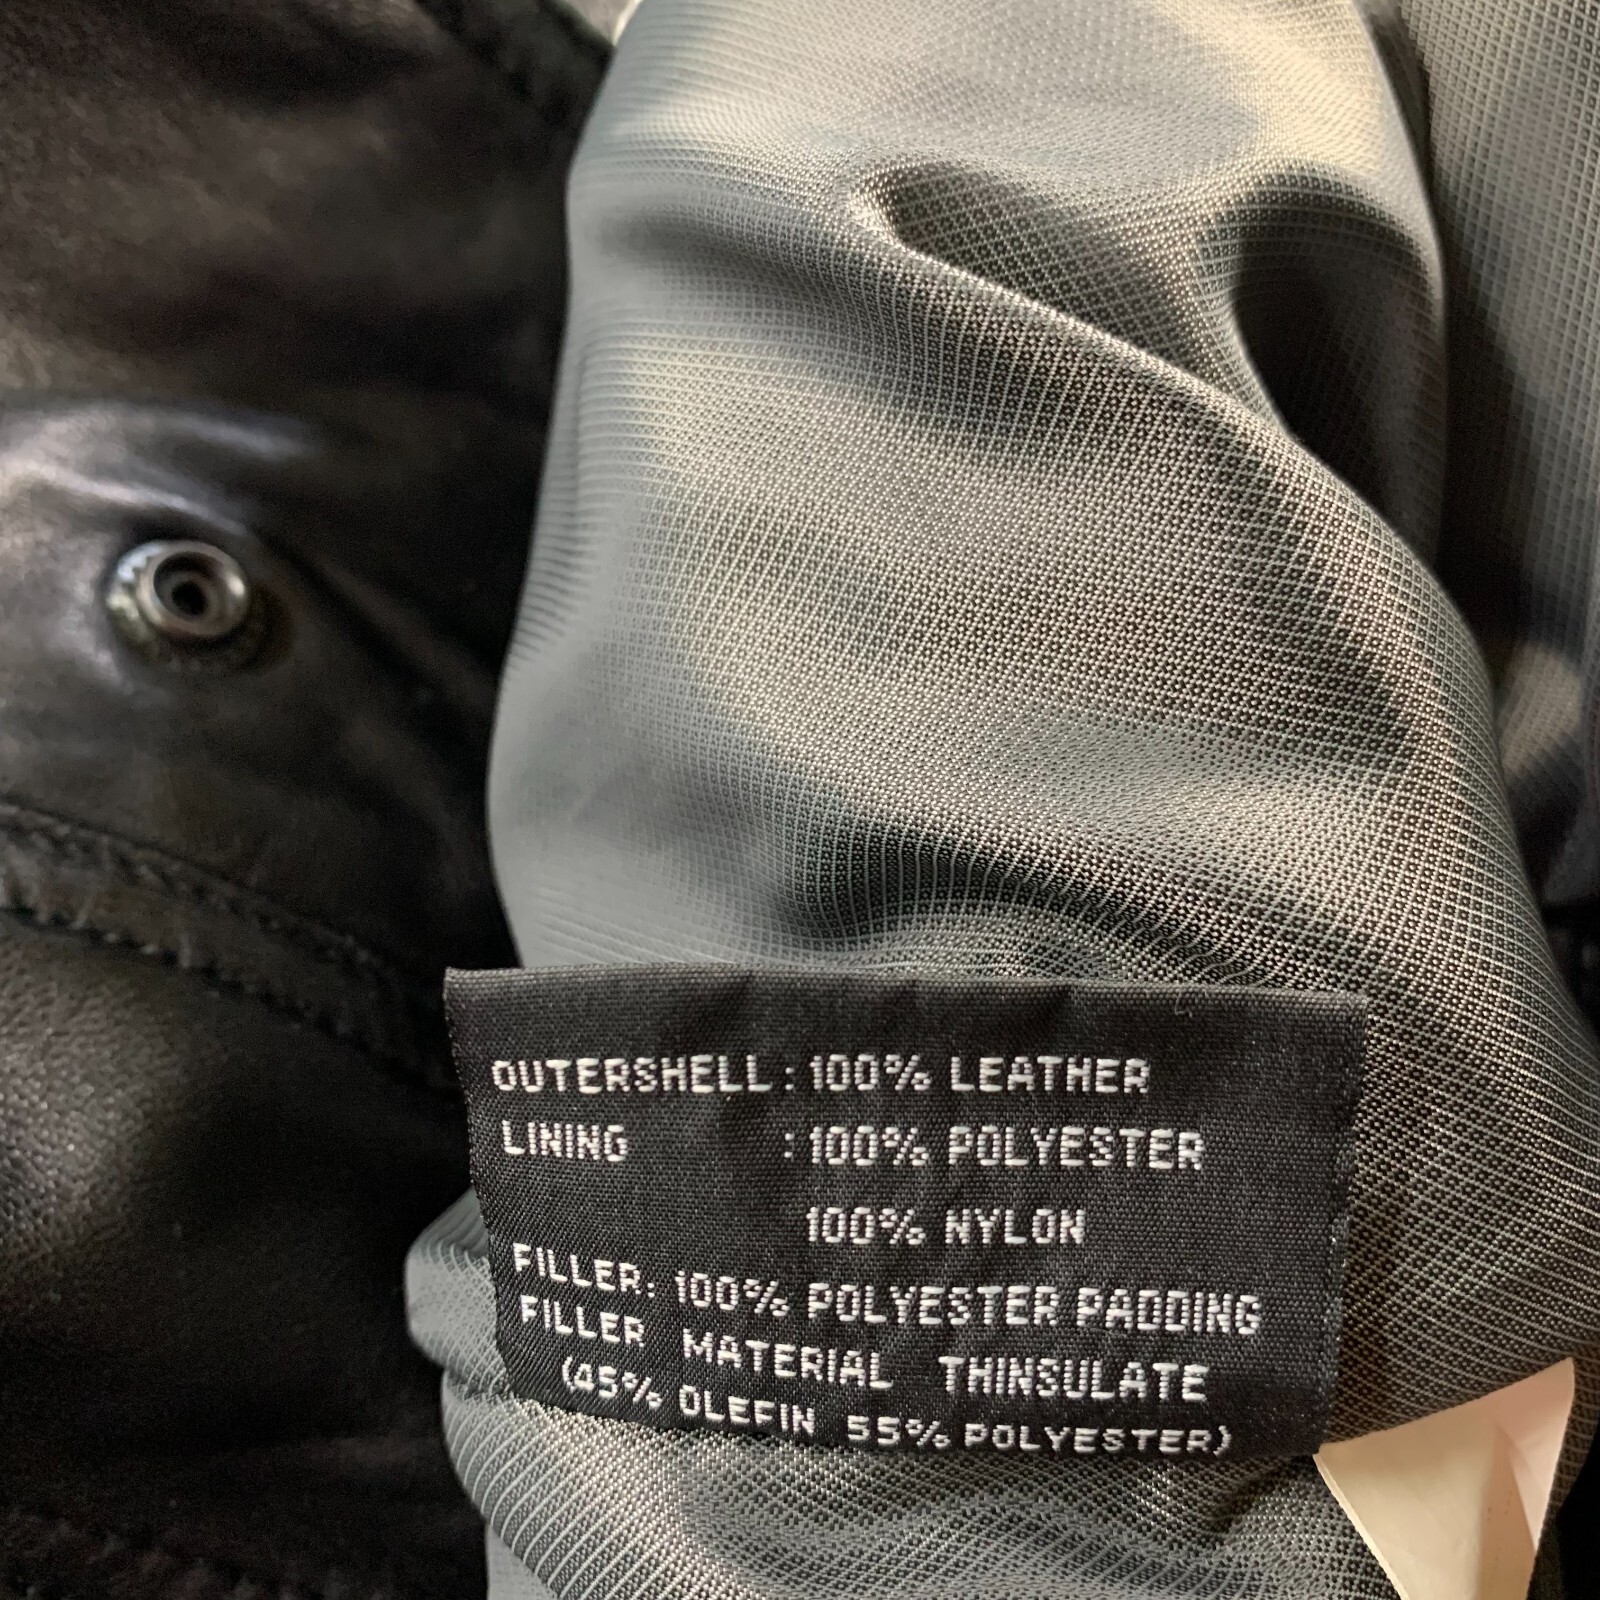 OUTERSHELL : 100% LEATHER
LINING : 100% POLYESTER
100% NYLON
FILLER: 100% POLYESTER PADDING
FILLER MATERIAL THINSULATE
(45% OLEFIN 55% POLYESTER)